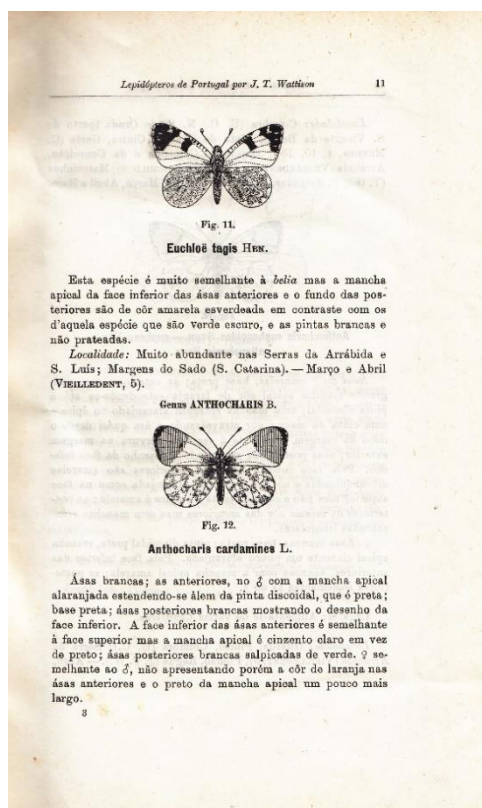 Lepidópteros de Portugal por J. T. Wattison 11
Fig. 11.
Euchloë tagis HBN.
Esta espécie é muito semelhante à belia mas a mancha
apical da face inferior das ásas anteriores e o fundo das pos-
teriores são de côr amarela esverdeada em contraste com os
d'aquela espécie que são verde escuro, e as pintas brancas e
não prateadas.
Localidade: Muito abundante nas Serras da Arrábida e
S. Luís; Margens do Sado (S. Catarina). — Março e Abril
(VIEILLEDENT, 5).
Genus ANTHOCHARIS B.
Fig. 12.
Anthocharis cardamines L.
Ásas brancas; as anteriores, no ♂ com a mancha apical
alaranjada estendendo-se àlem da pinta discoidal, que é preta;
base preta; ásas posteriores brancas mostrando o desenho da
face inferior. A face inferior das ásas anteriores é semelhante
à face superior mas a mancha apical é cinzento claro em vez
de preto; ásas posteriores brancas salpicadas de verde. ♀ se-
melhante ao ♂, não apresentando porêm a côr de laranja nas
ásas anteriores e o preto da mancha apical um pouco mais
largo.
3